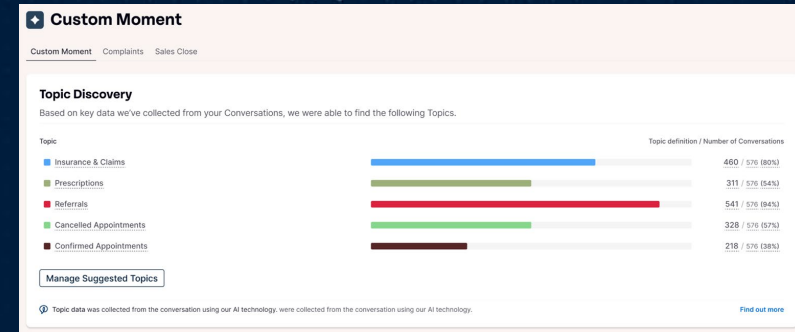 Custom Moment
Custom Moment Complaints Sales Close
Topic Discovery
Based on key data we've collected from your Conversations, we were able to find the following Topics.
Topic Topic definition / Number of Conversations
Insurance & Claims 460 / 576 (80%)
Prescriptions 311 / 576 (54%)
Referrals 541 / 576 (94%)
Cancelled Appointments 328 / 576 (57%)
Confirmed Appointments 218 / 576 (38%)
Manage Suggested Topics
Topic data was collected from the conversation using our AI technology. were collected from the conversation using our AI technology. Find out more